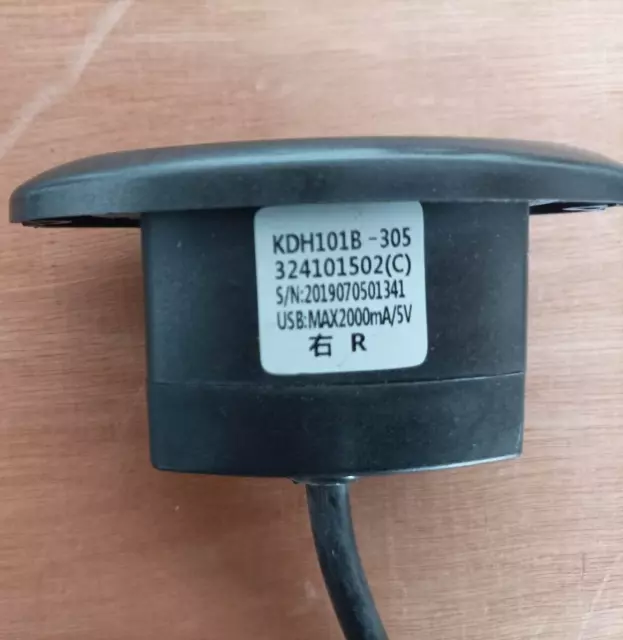 KDH101B -305
324101502(C)
S/N:2019070501341
USB:MAX2000mA/5V
右 R